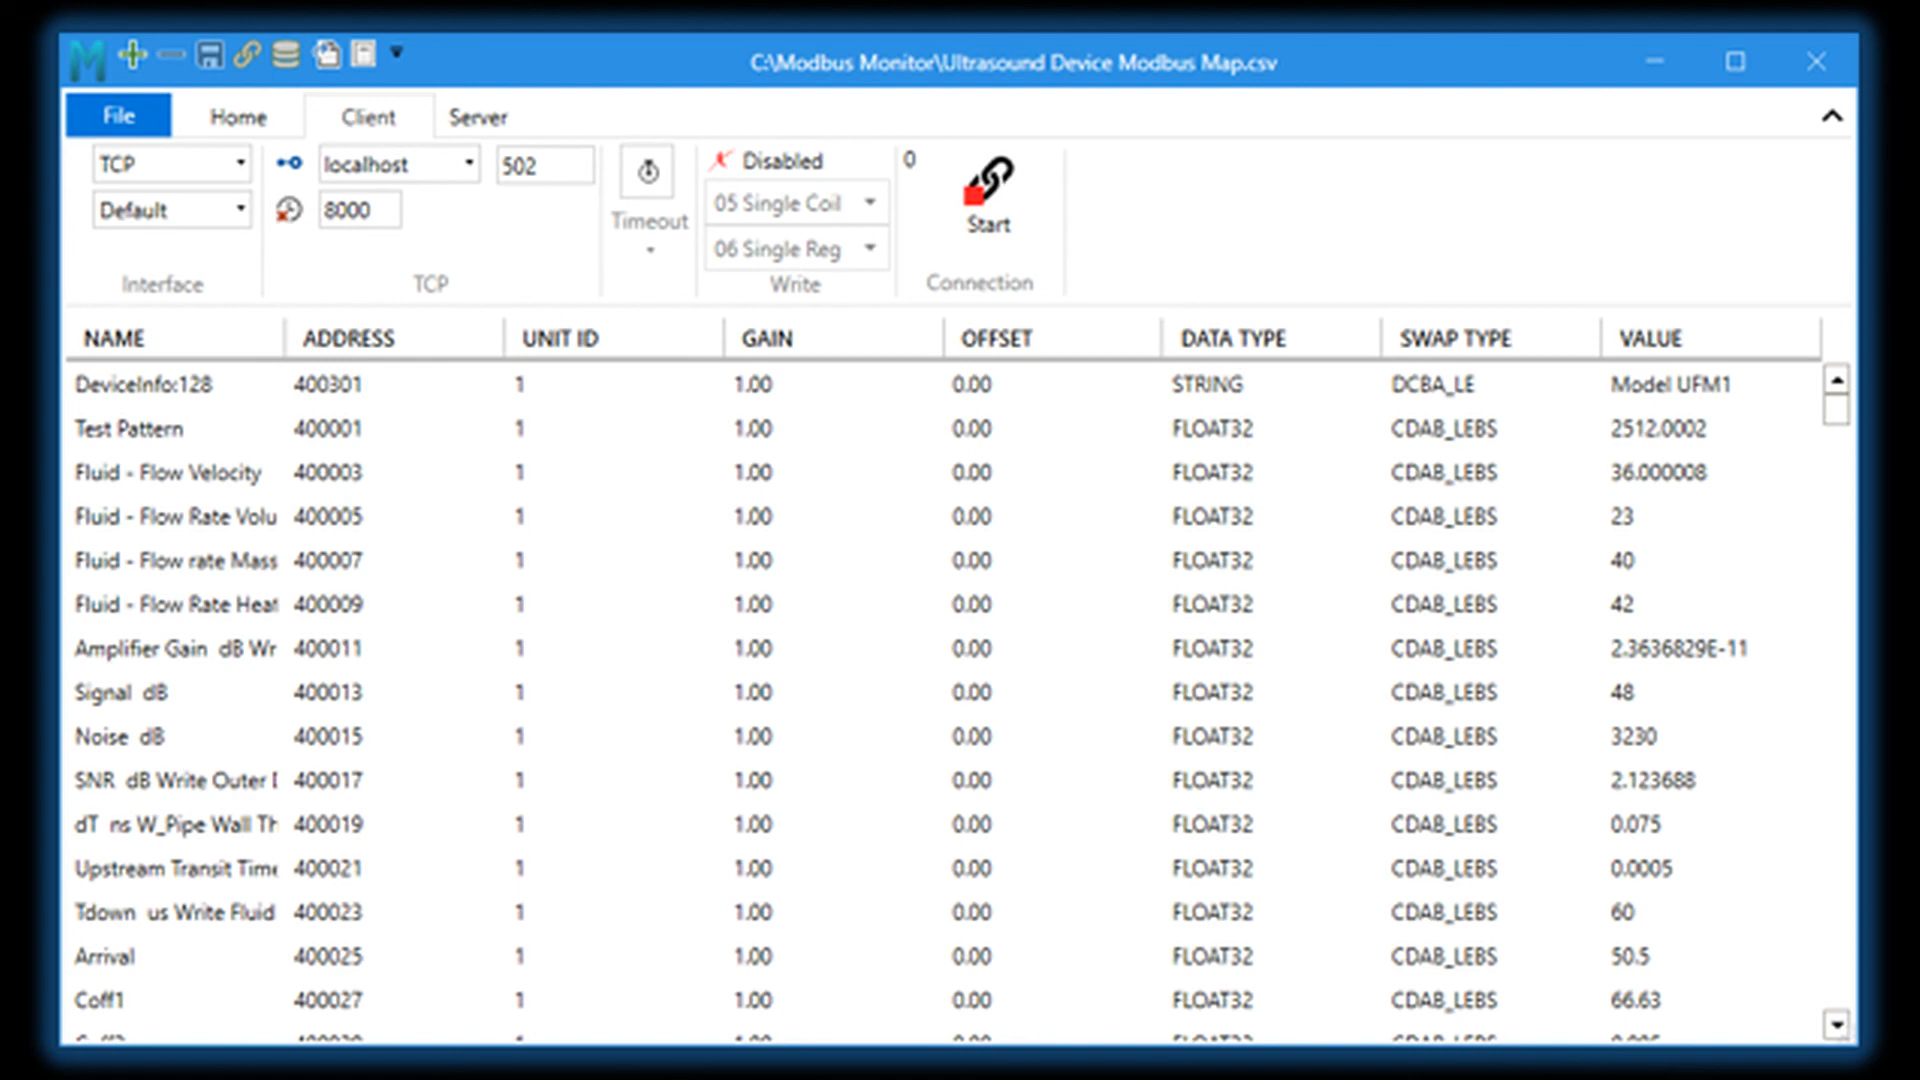 C:\Modbus Monitor\Ultrasound Device Modbus Map.csv
File Home Client Server
TCP localhost 502 Disabled 0
Default 8000 Timeout 05 Single Coil Start
06 Single Reg
Interface TCP Write Connection
NAME ADDRESS UNIT ID GAIN OFFSET DATA TYPE SWAP TYPE VALUE
DeviceInfo:128 400301 1 1.00 0.00 STRING DCBA_LE Model UFM1
Test Pattern 400001 1 1.00 0.00 FLOAT32 CDAB_LEBS 2512.0002
Fluid - Flow Velocity 400003 1 1.00 0.00 FLOAT32 CDAB_LEBS 36.000008
Fluid - Flow Rate Volu 400005 1 1.00 0.00 FLOAT32 CDAB_LEBS 23
Fluid - Flow rate Mass 400007 1 1.00 0.00 FLOAT32 CDAB_LEBS 40
Fluid - Flow Rate Heat 400009 1 1.00 0.00 FLOAT32 CDAB_LEBS 42
Amplifier Gain dB Wr 400011 1 1.00 0.00 FLOAT32 CDAB_LEBS 2.3636829E-11
Signal dB 400013 1 1.00 0.00 FLOAT32 CDAB_LEBS 48
Noise dB 400015 1 1.00 0.00 FLOAT32 CDAB_LEBS 3230
SNR dB Write Outer 400017 1 1.00 0.00 FLOAT32 CDAB_LEBS 2.123688
dT ns W_Pipe Wall Th 400019 1 1.00 0.00 FLOAT32 CDAB_LEBS 0.075
Upstream Transit Time 400021 1 1.00 0.00 FLOAT32 CDAB_LEBS 0.0005
Tdown us Write Fluid 400023 1 1.00 0.00 FLOAT32 CDAB_LEBS 60
Arrival 400025 1 1.00 0.00 FLOAT32 CDAB_LEBS 50.5
Coff1 400027 1 1.00 0.00 FLOAT32 CDAB_LEBS 66.63